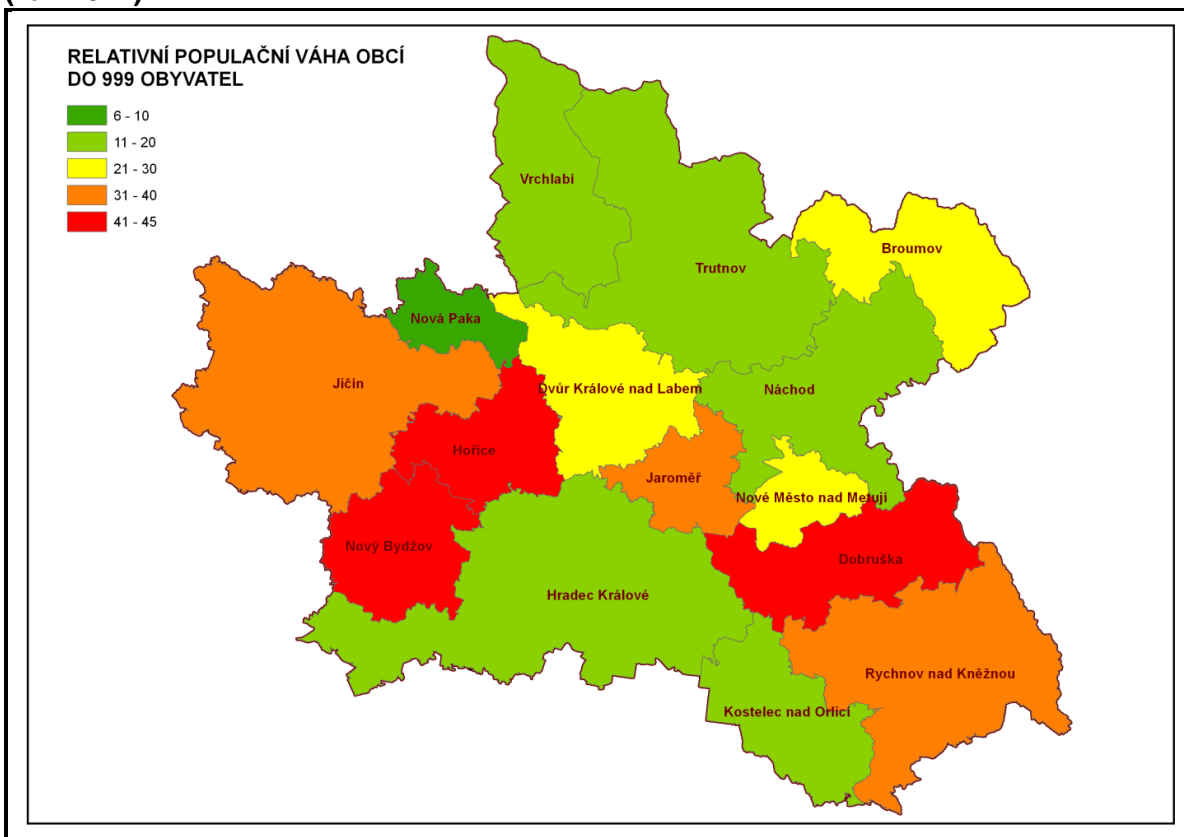 RELATIVNÍ POPULAČNÍ VÁHA OBCÍ
DO 999 OBYVATEL
6 - 10
11 - 20
21 - 30
31 - 40
41 - 45
Vrchlabí
Trutnov
Broumov
Nová Paka
Jičín
Dvůr Králové nad Labem
Náchod
Hořice
Jaroměř
Nové Město nad Metují
Nový Bydžov
Dobruška
Hradec Králové
Rychnov nad Kněžnou
Kostelec nad Orlicí